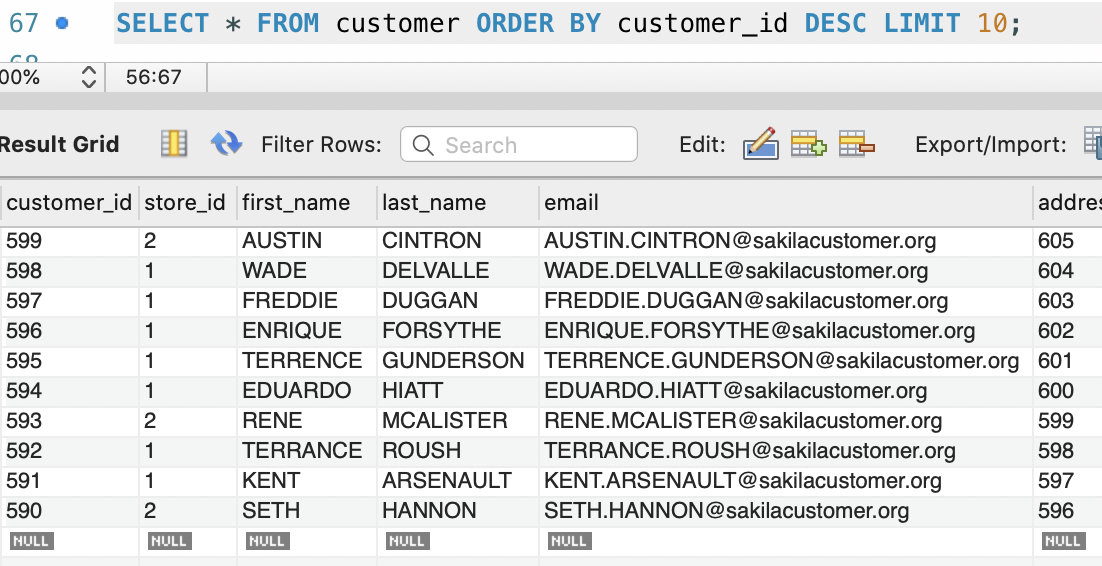 67 SELECT * FROM customer ORDER BY customer_id DESC LIMIT 10;
00% 56:67
Result Grid Filter Rows: Search Edit: Export/Import:
customer_id store_id first_name last_name email addres
599 2 AUSTIN CINTRON AUSTIN.CINTRON@sakilacustomer.org 605
598 1 WADE DELVALLE WADE.DELVALLE@sakilacustomer.org 604
597 1 FREDDIE DUGGAN FREDDIE.DUGGAN@sakilacustomer.org 603
596 1 ENRIQUE FORSYTHE ENRIQUE.FORSYTHE@sakilacustomer.org 602
595 1 TERRENCE GUNDERSON TERRENCE.GUNDERSON@sakilacustomer.org 601
594 1 EDUARDO HIATT EDUARDO.HIATT@sakilacustomer.org 600
593 2 RENE MCALISTER RENE.MCALISTER@sakilacustomer.org 599
592 1 TERRANCE ROUSH TERRANCE.ROUSH@sakilacustomer.org 598
591 1 KENT ARSENAULT KENT.ARSENAULT@sakilacustomer.org 597
590 2 SETH HANNON SETH.HANNON@sakilacustomer.org 596
NULL NULL NULL NULL NULL NULL